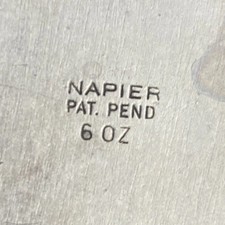 NAPIER
PAT. PEND
6 OZ